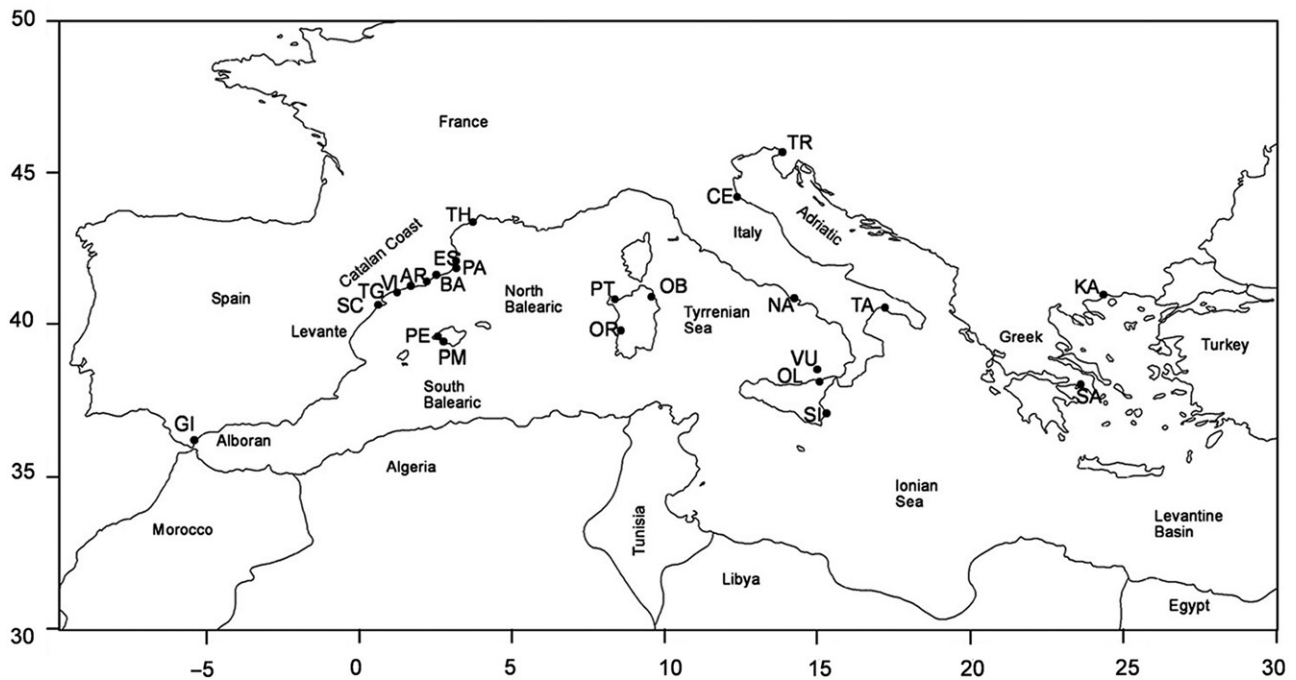 50
France
TR
45
CE
Adriatic
Italy
TH
Catalan Coast
ES
PA
AR
VI
BA
TG
SC
Spain
North
Balearic
PT
OB
NA
TA
KA
Tyrrenian
Sea
40
Levante
OR
Greek
Turkey
PE
PM
VU
OL
SA
South
Balearic
SI
GI
Alboran
Algeria
35
Ionian
Sea
Morocco
Tunisia
Levantine
Basin
Libya
Egypt
30
–5
0
5
10
15
20
25
30